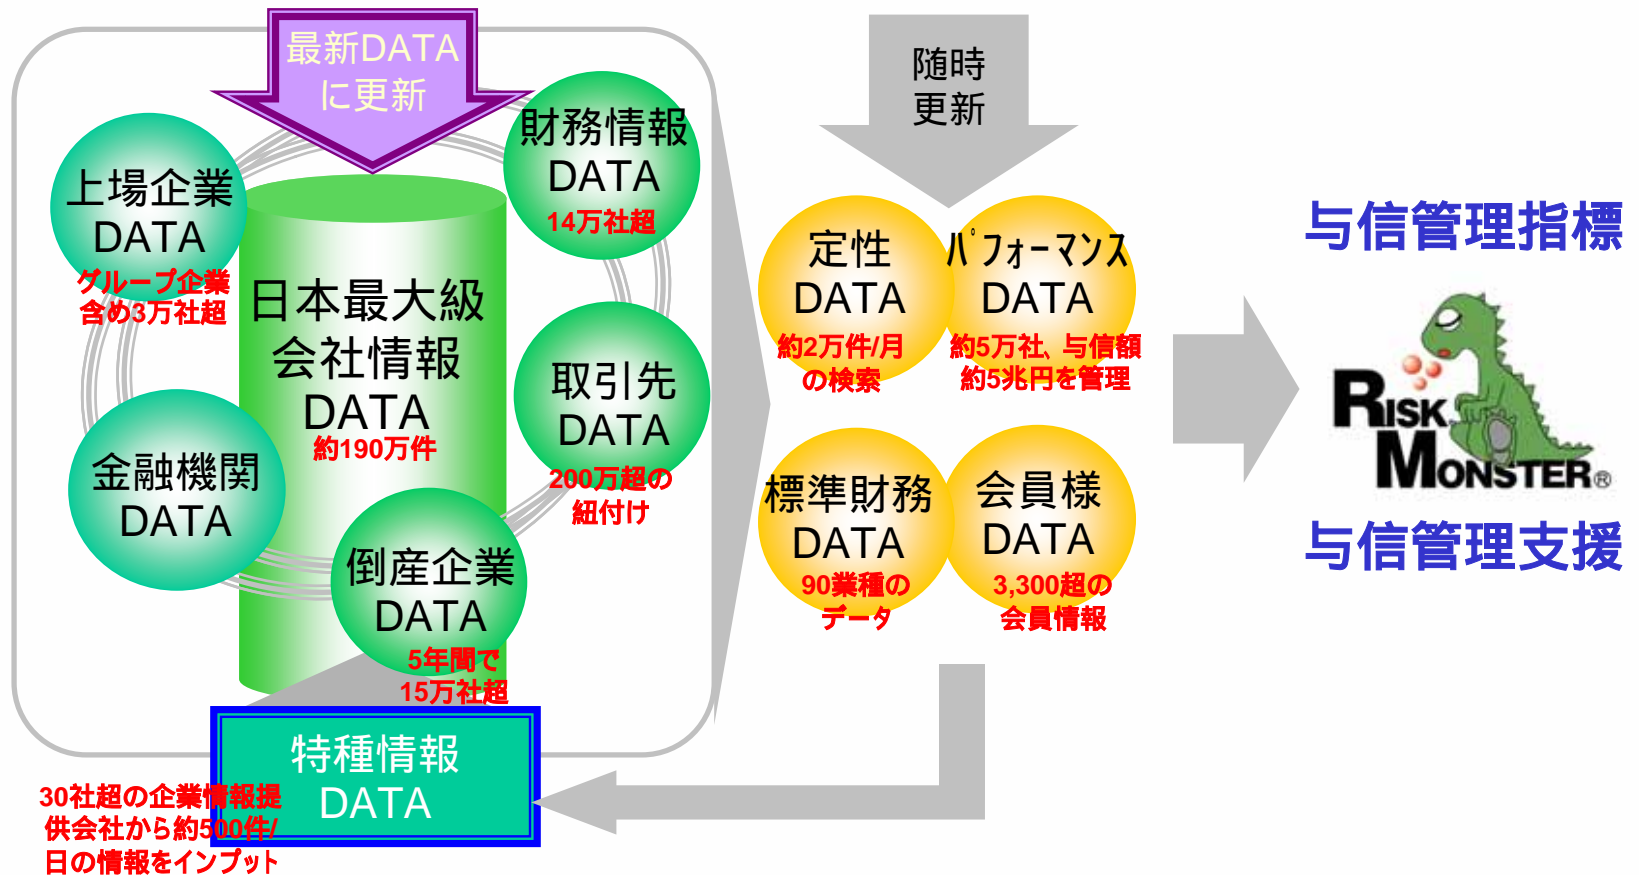 最新DATA
に更新
上場企業
DATA
グループ企業
含め3万社超
財務情報
DATA
14万社超
日本最大級
会社情報
DATA
約190万件
取引先
DATA
200万超の
紐付け
金融機関
DATA
倒産企業
DATA
5年間で
15万社超
特種情報
DATA
30社超の企業情報提
供会社から約500件/
日の情報をインプット
随時
更新
定性
DATA
約2万件/月
の検索
パフォーマンス
DATA
約5万社、与信額
約5兆円を管理
標準財務
DATA
90業種の
データ
会員様
DATA
3,300超の
会員情報
与信管理指標
RISK
MONSTER®
与信管理支援